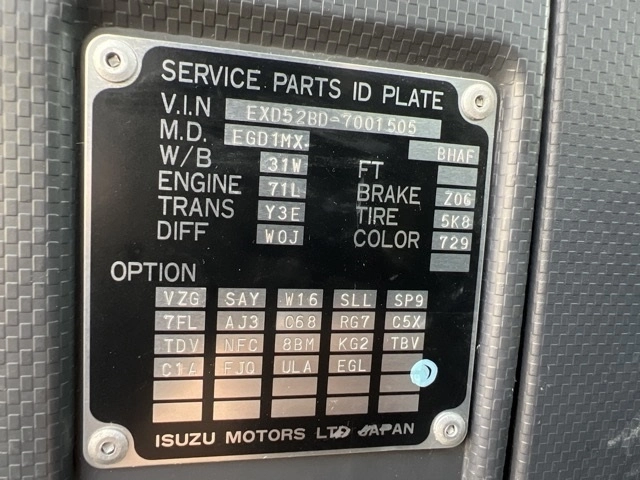 SERVICE PARTS ID PLATE
V.I.N EXD52BD-7001505
M.D. EGD1MX BHAF
W/B 31W FT
ENGINE 71L BRAKE 70G
TRANS Y3E TIRE 5K8
DIFF W0J COLOR 729
OPTION
VZG SAY W16 SLL SP9
7FL AJ3 C68 RG7 C5X
TDV NFC 8BM KG2 TBV
C1A FJQ ULA EGL
ISUZU MOTORS LTD JAPAN